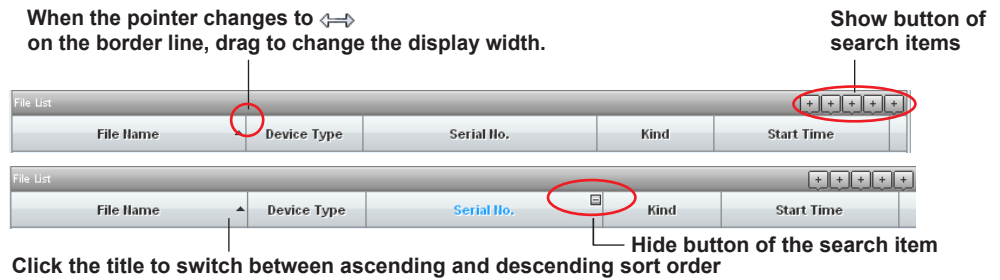 When the pointer changes to
on the border line, drag to change the display width.
Show button of
search items
File List
+ + + + +
File Name Device Type Serial No. Kind Start Time
File List
+ + + + +
File Name Device Type Serial No. Kind Start Time
Hide button of the search item
Click the title to switch between ascending and descending sort order